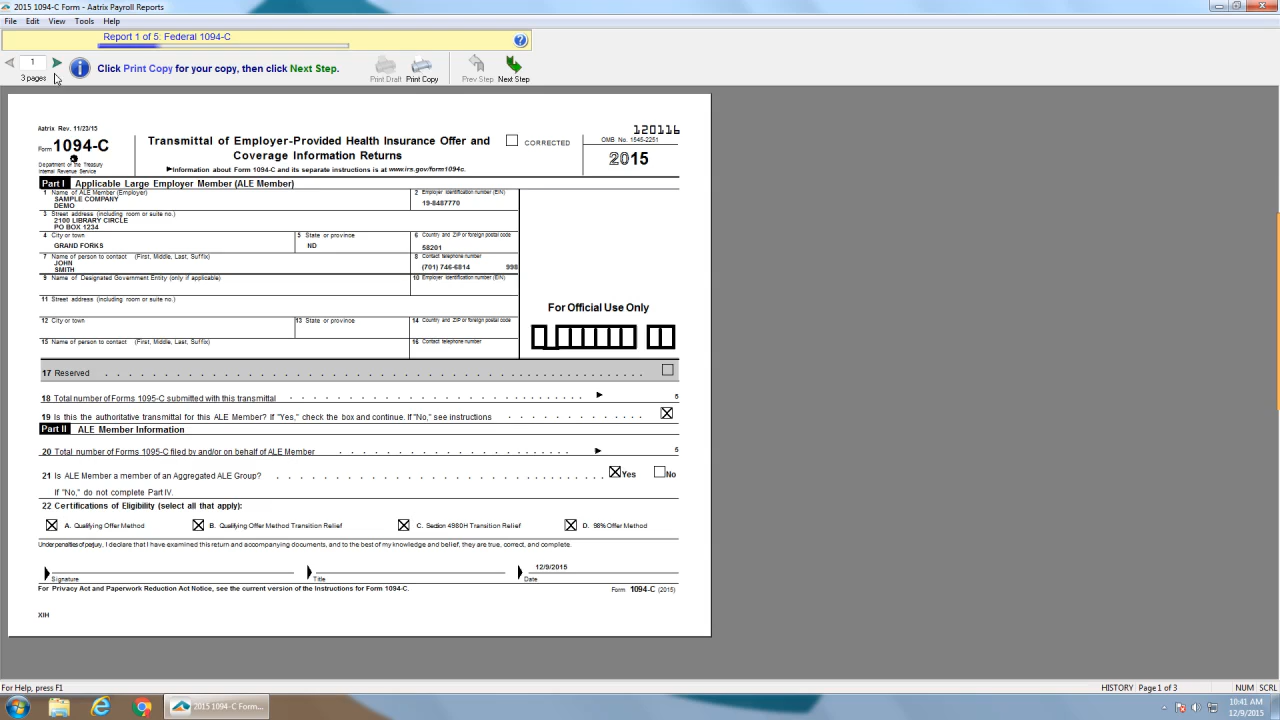 2015 1094-C Form - Aatrix Payroll Reports
File Edit View Tools Help
Report 1 of 5: Federal 1094-C
1
3 pages
Click Print Copy for your copy, then click Next Step.
Print Draft Print Copy Prev Step Next Step
Aatrix Rev. 11/23/15
Form 1094-C
Department of the Treasury
Internal Revenue Service
Transmittal of Employer-Provided Health Insurance Offer and
Coverage Information Returns
▶Information about Form 1094-C and its separate instructions is at www.irs.gov/form1094c.
CORRECTED
120116
OMB No. 1545-2251
2015
Part I Applicable Large Employer Member (ALE Member)
1 Name of ALE Member (Employer) 2 Employer identification number (EIN)
SAMPLE COMPANY
DEMO 19-8487770
3 Street address (including room or suite no.)
2100 LIBRARY CIRCLE
PO BOX 1234
4 City or town 5 State or province 6 Country and ZIP or foreign postal code
GRAND FORKS ND 58201
7 Name of person to contact (First, Middle, Last, Suffix) 8 Contact telephone number
JOHN
SMITH (701) 746-6814 998
9 Name of Designated Government Entity (only if applicable) 10 Employer identification number (EIN)
11 Street address (including room or suite no.)
For Official Use Only
12 City or town 13 State or province 14 Country and ZIP or foreign postal code
15 Name of person to contact (First, Middle, Last, Suffix) 16 Contact telephone number
17 Reserved
18 Total number of Forms 1095-C submitted with this transmittal
19 Is this the authoritative transmittal for this ALE Member? If "Yes," check the box and continue. If "No," see instructions
Part II ALE Member Information
20 Total number of Forms 1095-C filed by and/or on behalf of ALE Member 5
21 Is ALE Member a member of an Aggregated ALE Group? Yes No
If "No," do not complete Part IV.
22 Certifications of Eligibility (select all that apply):
A. Qualifying Offer Method B. Qualifying Offer Method Transition Relief C. Section 4980H Transition Relief D. 98% Offer Method
Under penalties of perjury, I declare that I have examined this return and accompanying documents, and to the best of my knowledge and belief, they are true, correct, and complete.
12/9/2015
Signature Title Date
For Privacy Act and Paperwork Reduction Act Notice, see the current version of the Instructions for Form 1094-C. Form 1094-C (2015)
XIH
For Help, press F1 HISTORY Page 1 of 3 NUM SCRL
2015 1094-C Form...
10:41 AM
12/9/2015